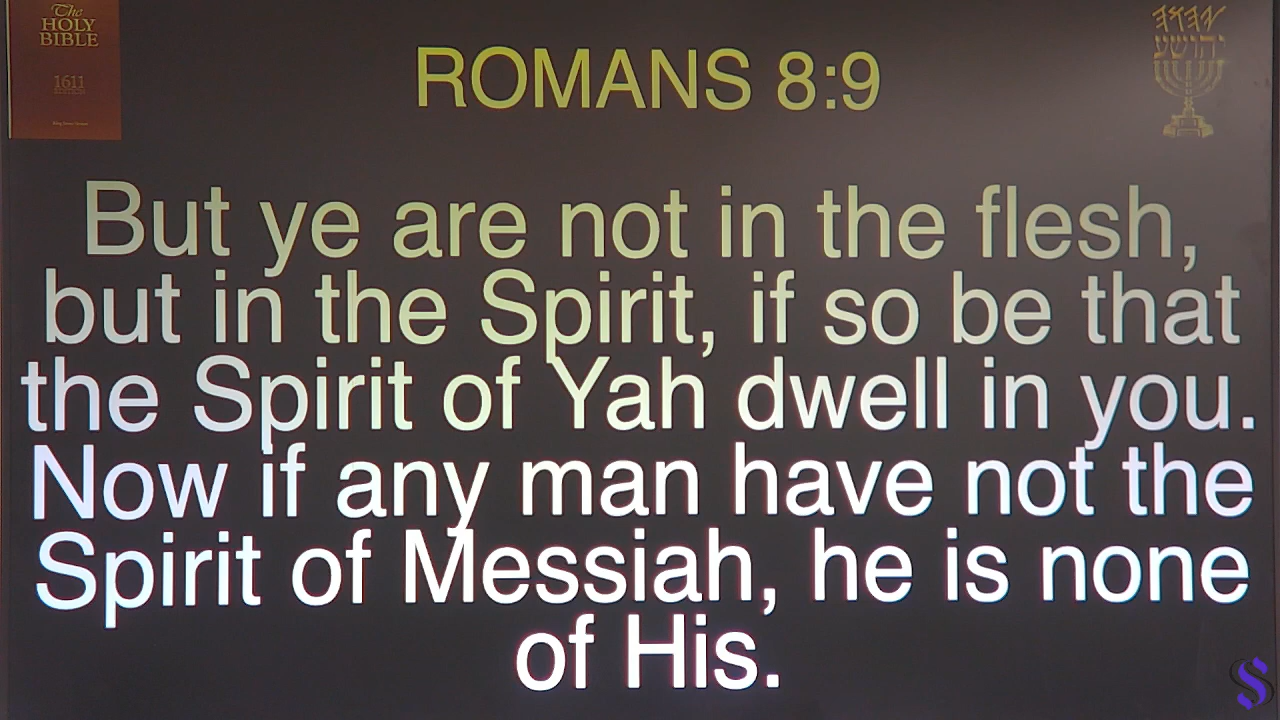 The
HOLY
BIBLE
1611
ROMANS 8:9
יהושע
But ye are not in the flesh,
but in the Spirit, if so be that
the Spirit of Yah dwell in you.
Now if any man have not the
Spirit of Messiah, he is none
of His.
S